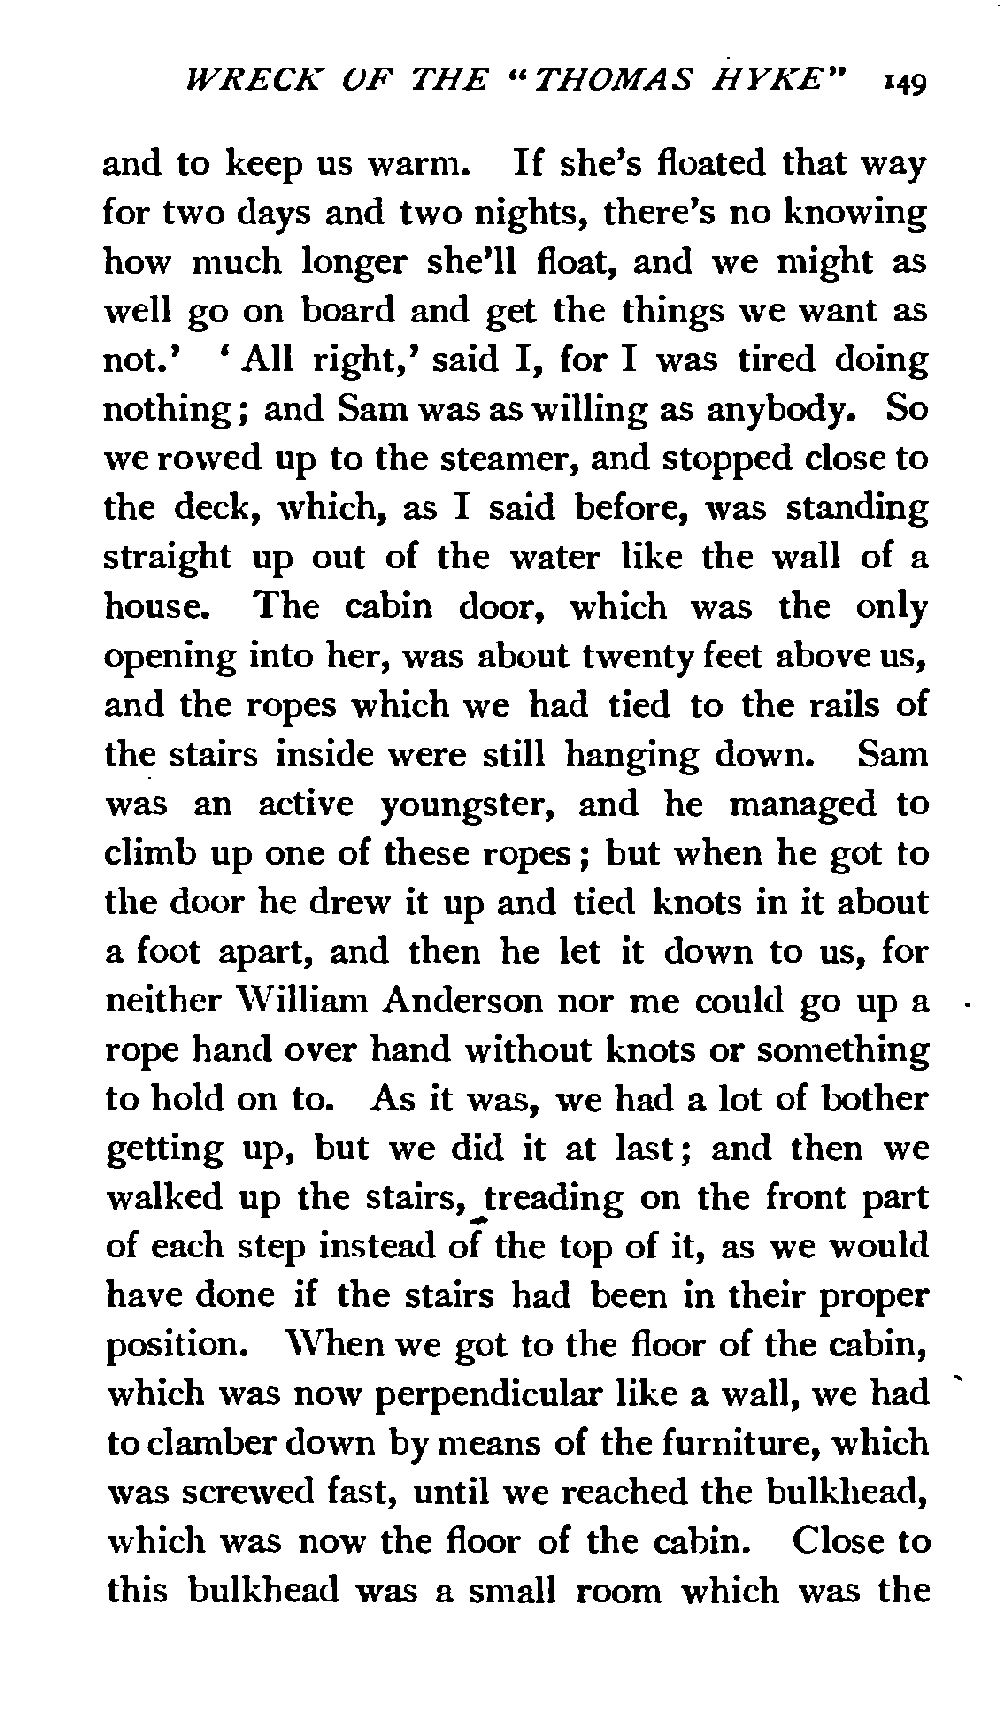 WRECK OF THE “THOMAS HYKE” 149
and to keep us warm. If she’s floated that way
for two days and two nights, there’s no knowing
how much longer she’ll float, and we might as
well go on board and get the things we want as
not.’ ‘All right,’ said I, for I was tired doing
nothing; and Sam was as willing as anybody. So
we rowed up to the steamer, and stopped close to
the deck, which, as I said before, was standing
straight up out of the water like the wall of a
house. The cabin door, which was the only
opening into her, was about twenty feet above us,
and the ropes which we had tied to the rails of
the stairs inside were still hanging down. Sam
was an active youngster, and he managed to
climb up one of these ropes; but when he got to
the door he drew it up and tied knots in it about
a foot apart, and then he let it down to us, for
neither William Anderson nor me could go up a
rope hand over hand without knots or something
to hold on to. As it was, we had a lot of bother
getting up, but we did it at last; and then we
walked up the stairs, treading on the front part
of each step instead of the top of it, as we would
have done if the stairs had been in their proper
position. When we got to the floor of the cabin,
which was now perpendicular like a wall, we had
to clamber down by means of the furniture, which
was screwed fast, until we reached the bulkhead,
which was now the floor of the cabin. Close to
this bulkhead was a small room which was the